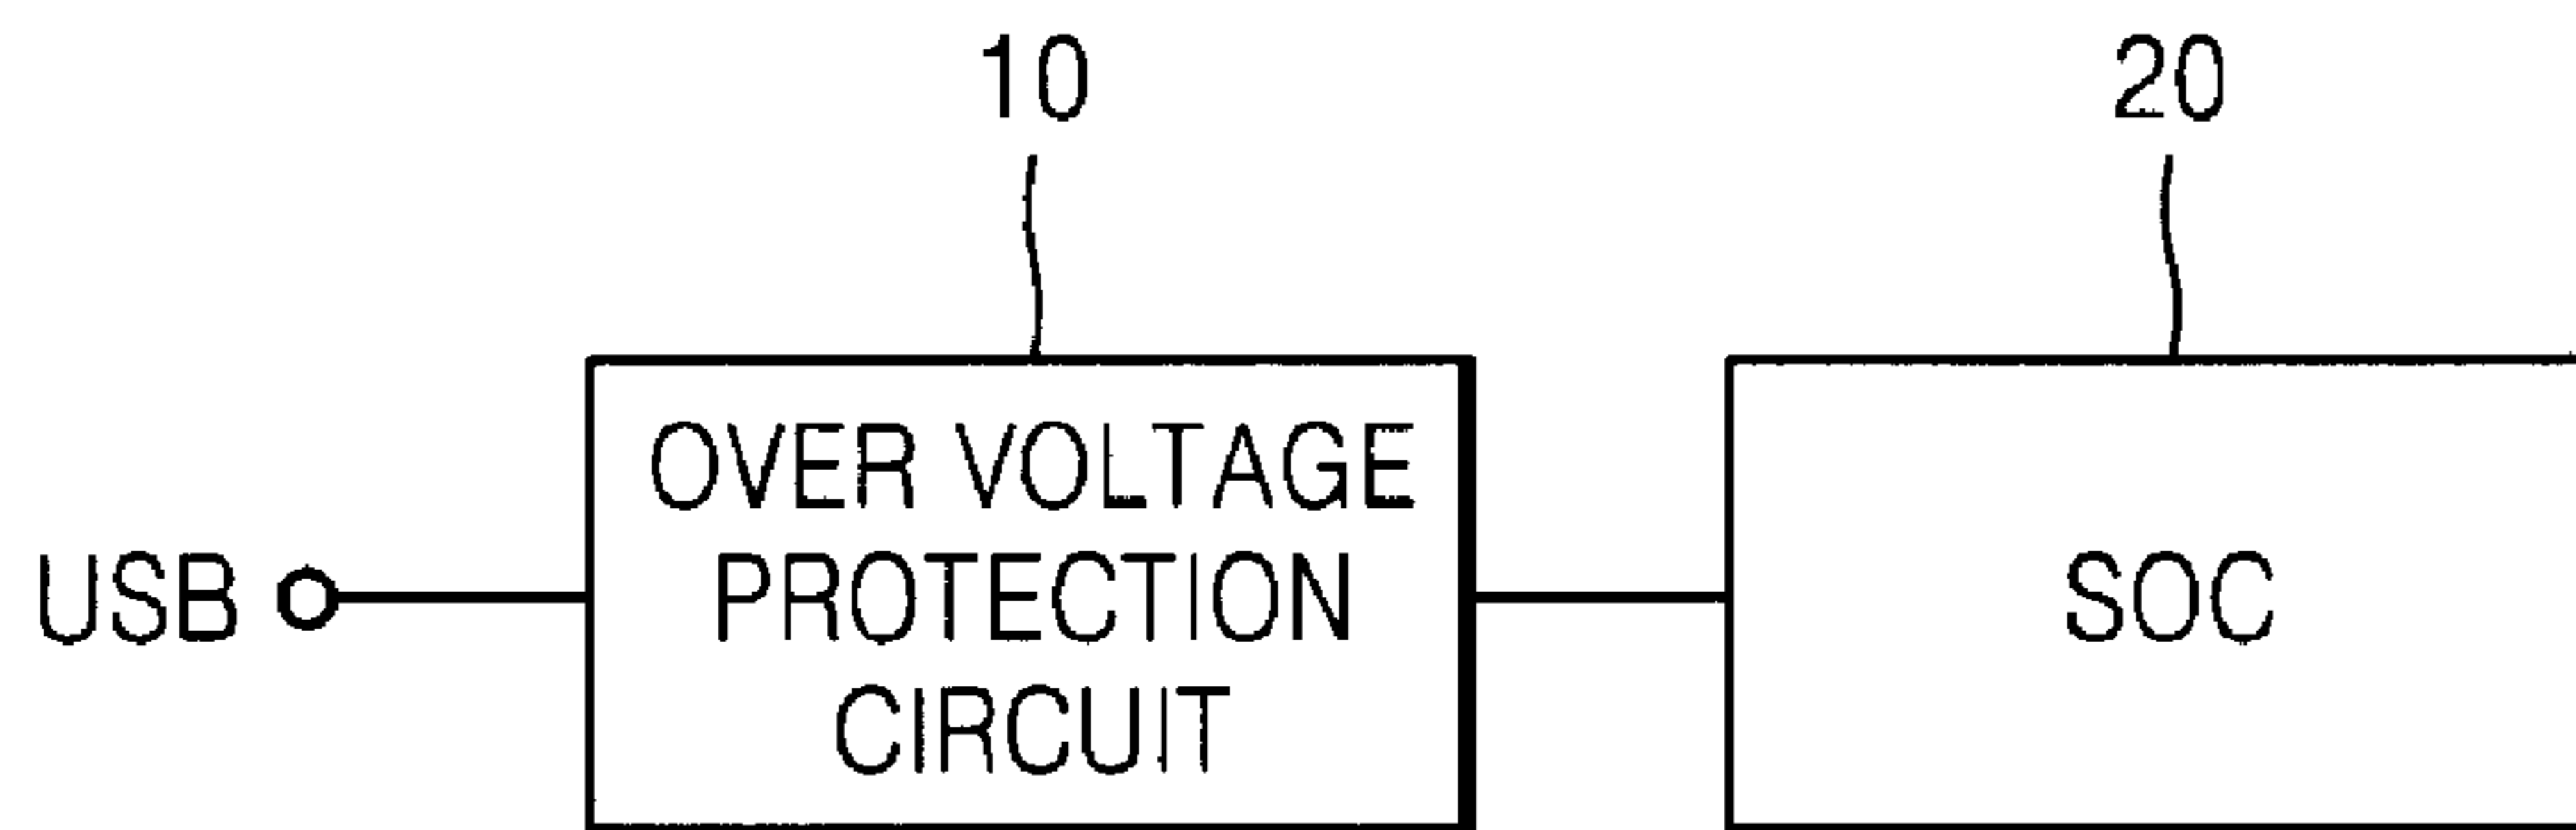 10
20
OVER VOLTAGE
PROTECTION
CIRCUIT
USB
SOC